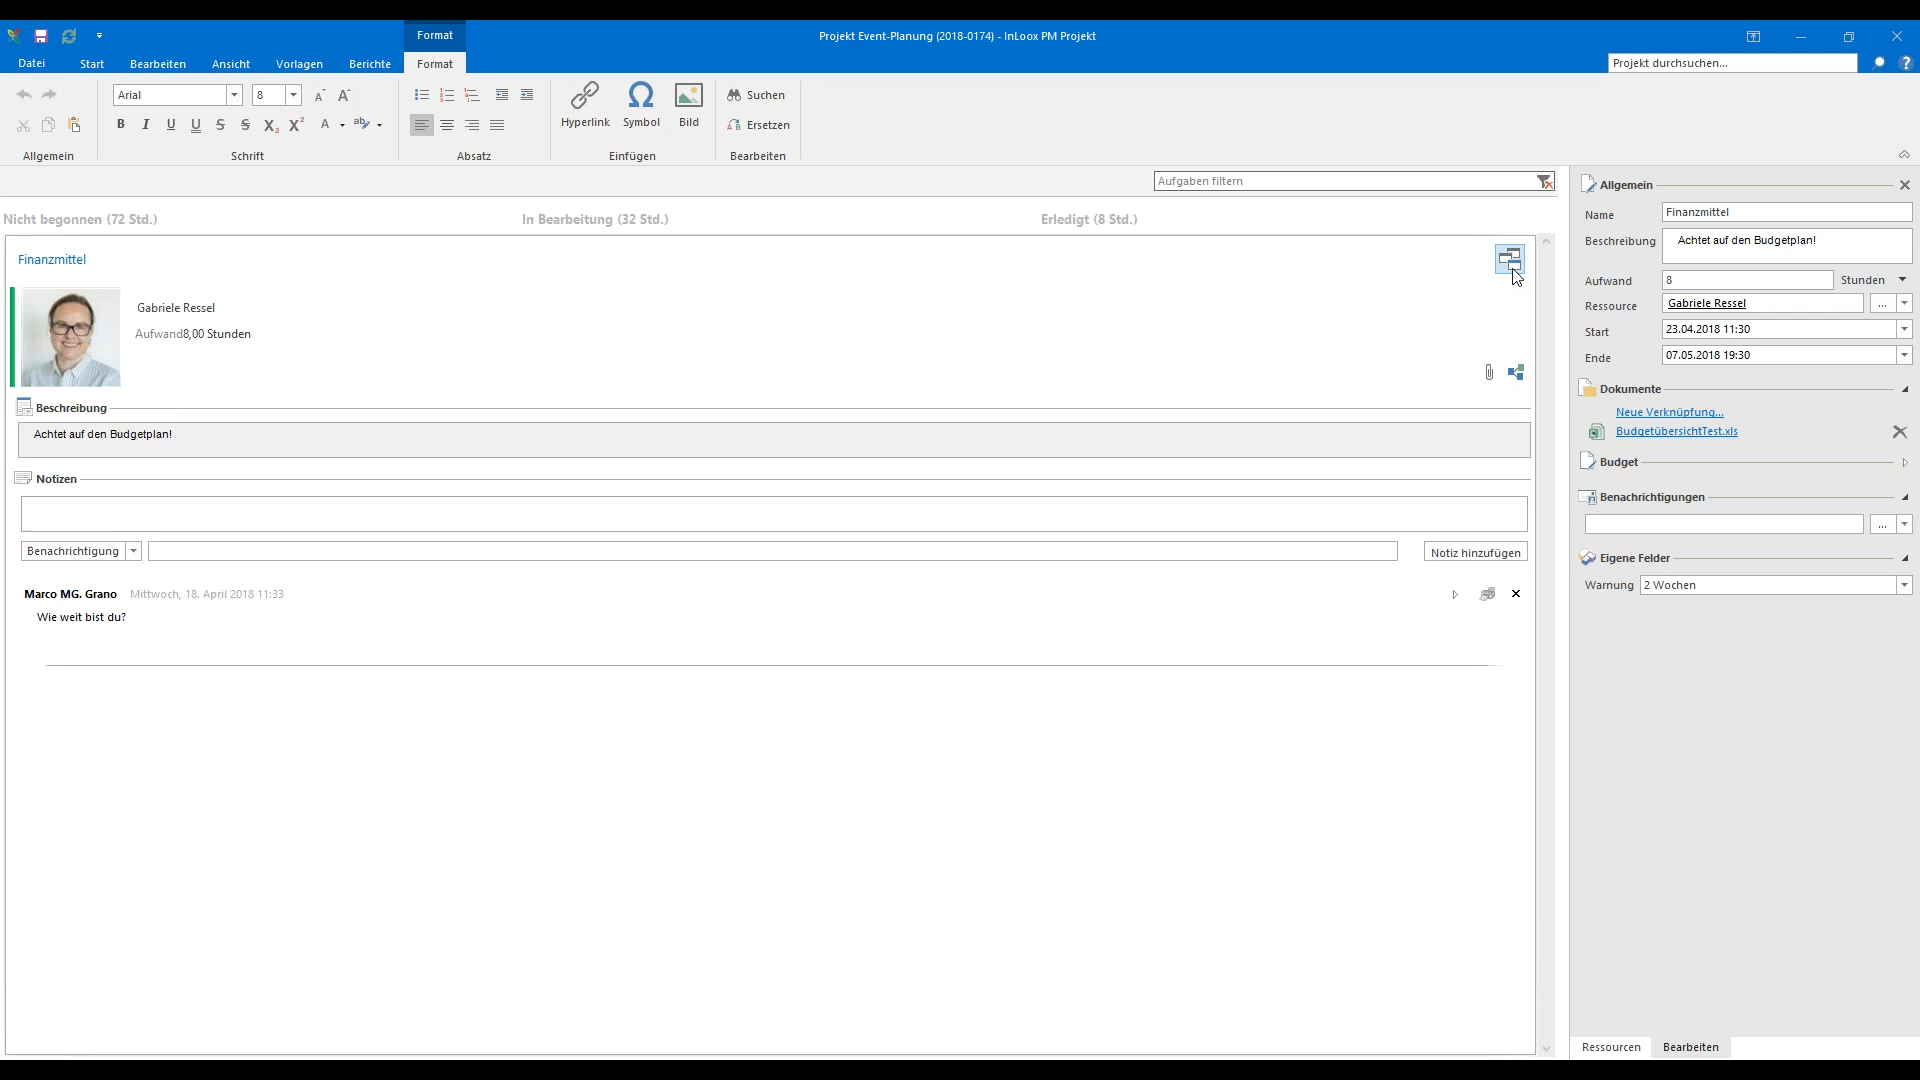 Format
Projekt Event-Planung (2018-0174) - InLoox PM Projekt
Datei Start Bearbeiten Ansicht Vorlagen Berichte Format
Projekt durchsuchen...
Arial 8
Hyperlink Symbol Bild
Suchen
Ersetzen
Allgemein Schrift Absatz Einfügen Bearbeiten
Aufgaben filtern
Nicht begonnen (72 Std.) In Bearbeitung (32 Std.) Erledigt (8 Std.)
Finanzmittel
Gabriele Ressel
Aufwand8,00 Stunden
Beschreibung
Achtet auf den Budgetplan!
Notizen
Benachrichtigung
Notiz hinzufügen
Marco MG. Grano Mittwoch, 18. April 2018 11:33
Wie weit bist du?
Allgemein
Name Finanzmittel
Beschreibung Achtet auf den Budgetplan!
Aufwand 8 Stunden
Ressource Gabriele Ressel ...
Start 23.04.2018 11:30
Ende 07.05.2018 19:30
Dokumente
Neue Verknüpfung...
BudgetübersichtTest.xls
Budget
Benachrichtigungen
...
Eigene Felder
Warnung 2 Wochen
Ressourcen Bearbeiten